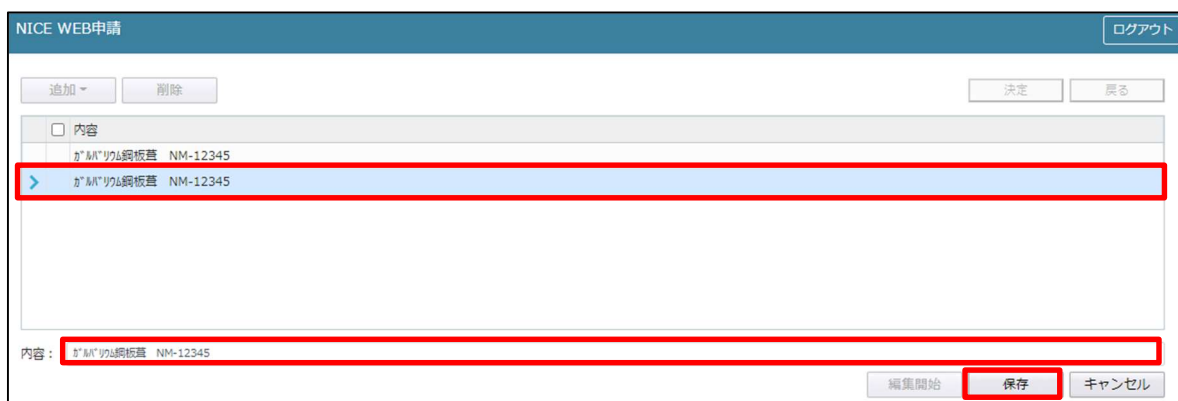 NICE WEB申請 ログアウト
追加 削除 決定 戻る
内容
ｶﾞﾙﾊﾞﾘｳﾑ鋼板葺 NM-12345
ｶﾞﾙﾊﾞﾘｳﾑ鋼板葺 NM-12345
内容： ｶﾞﾙﾊﾞﾘｳﾑ鋼板葺 NM-12345
編集開始 保存 キャンセル